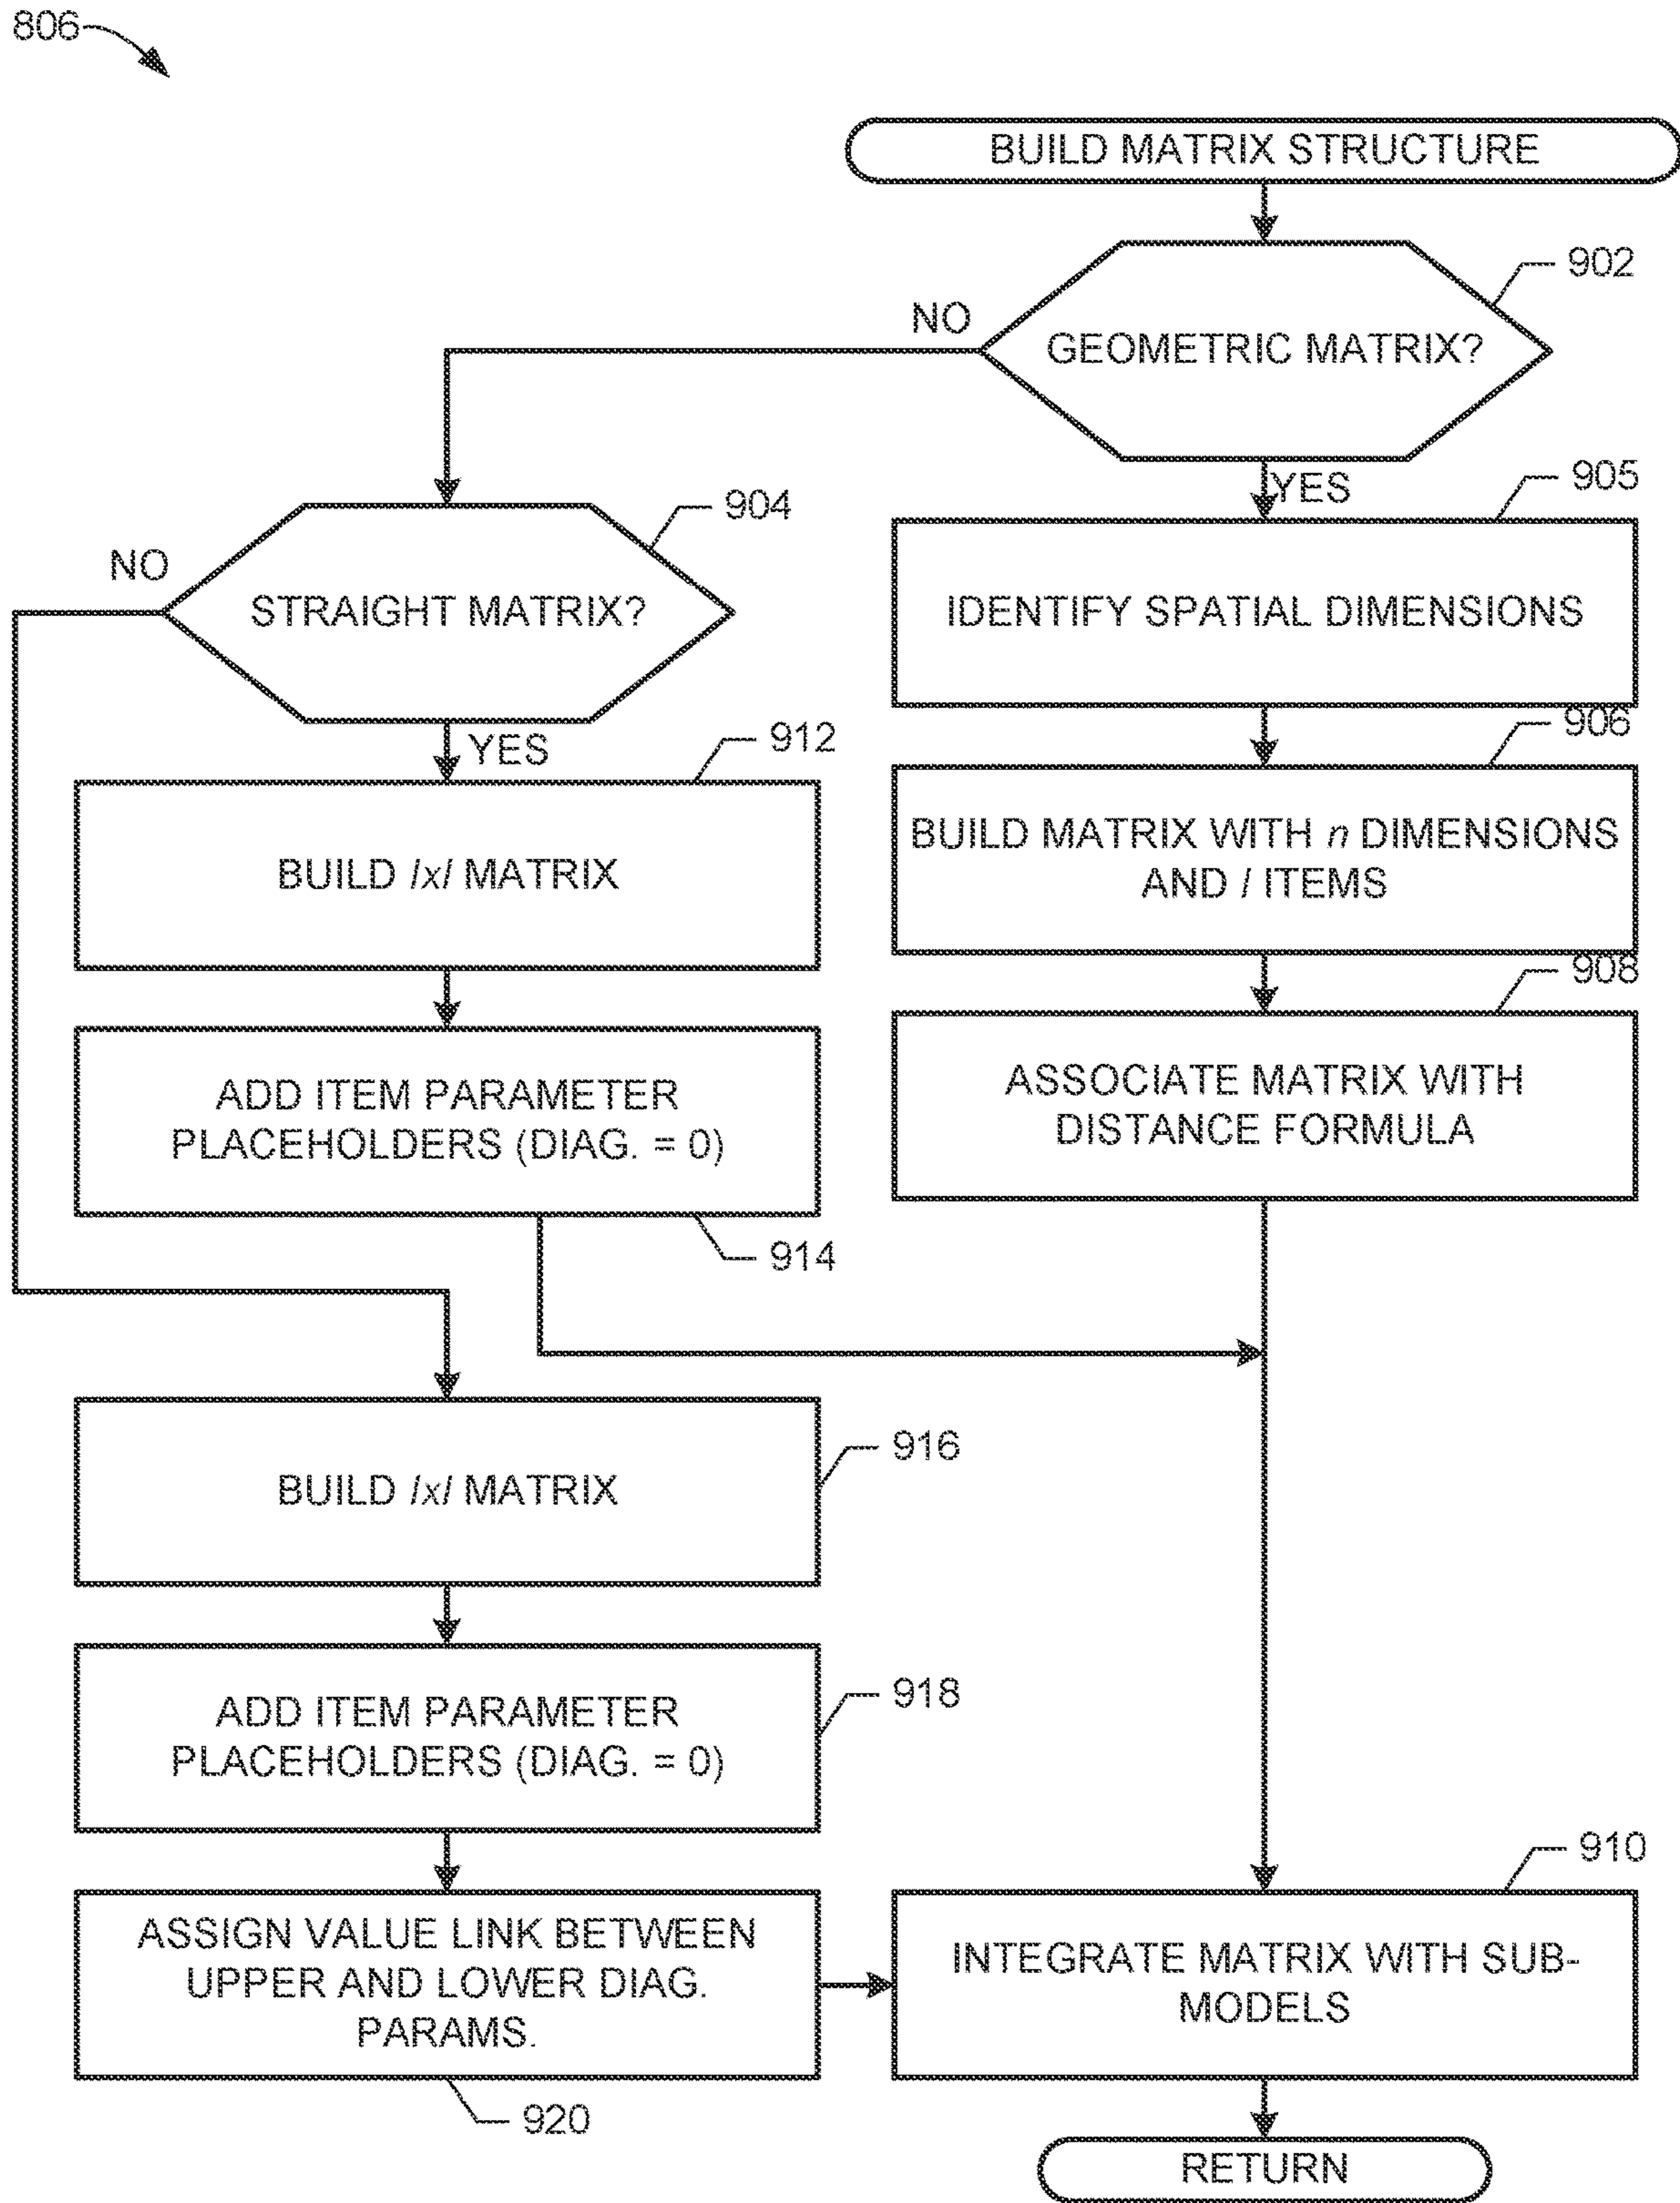 806
BUILD MATRIX STRUCTURE
902
NO
GEOMETRIC MATRIX?
YES
905
904
NO
STRAIGHT MATRIX?
IDENTIFY SPATIAL DIMENSIONS
YES
912
906
BUILD IxI MATRIX
BUILD MATRIX WITH n DIMENSIONS
AND I ITEMS
908
ADD ITEM PARAMETER
PLACEHOLDERS (DIAG. = 0)
914
ASSOCIATE MATRIX WITH
DISTANCE FORMULA
BUILD IxI MATRIX
916
ADD ITEM PARAMETER
PLACEHOLDERS (DIAG. = 0)
918
910
ASSIGN VALUE LINK BETWEEN
UPPER AND LOWER DIAG.
PARAMS.
920
INTEGRATE MATRIX WITH SUB-
MODELS
RETURN